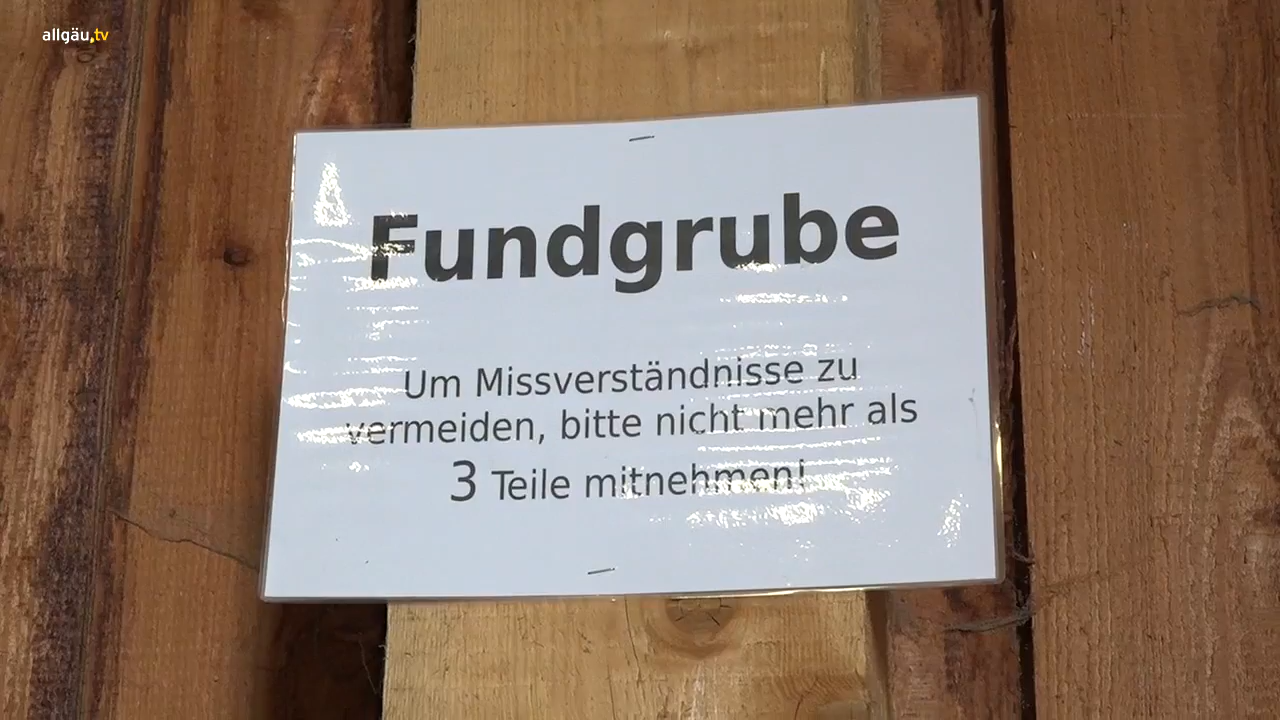 allgäu.tv
Fundgrube
Um Missverständnisse zu
vermeiden, bitte nicht mehr als
3 Teile mitnehmen!